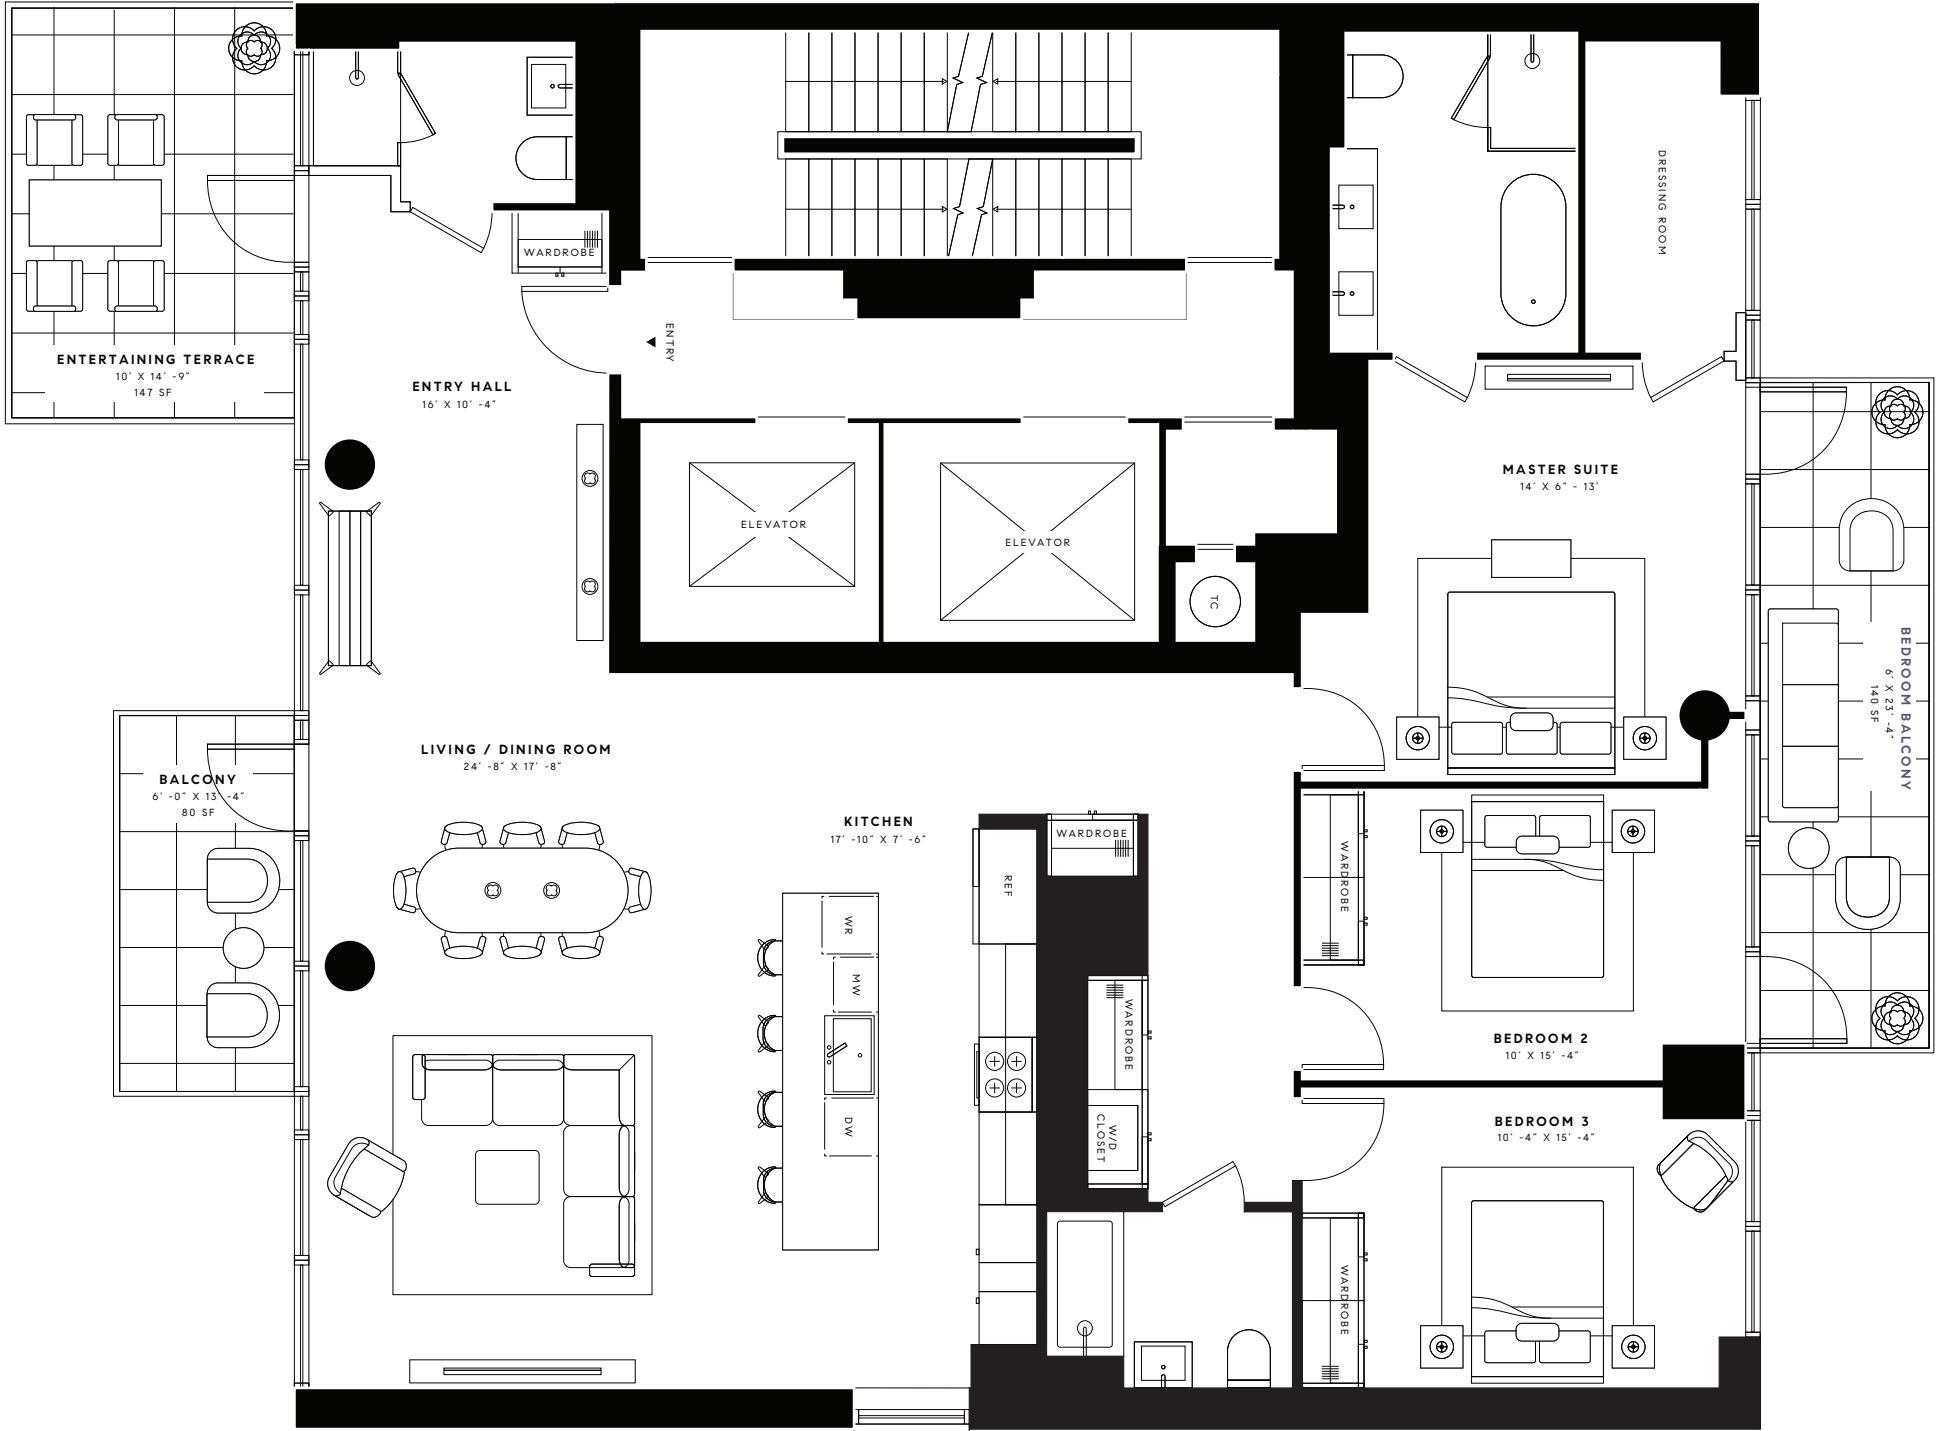 WARDROBE
DRESSING ROOM
ENTRY
ENTERTAINING TERRACE
10' X 14' -9"
147 SF
ENTRY HALL
16' X 10' -4"
MASTER SUITE
14' X 6" - 13'
ELEVATOR
ELEVATOR
TC
BEDROOM BALCONY
6' X 23' -4"
140 SF
LIVING / DINING ROOM
24' -8" X 17' -8"
BALCONY
6' -0" X 13' -4"
80 SF
KITCHEN
17' -10" X 7' -6"
WARDROBE
REF
WARDROBE
WR
MW
WARDROBE
BEDROOM 2
10' X 15' -4"
DW
W/D
CLOSET
BEDROOM 3
10' -4" X 15' -4"
WARDROBE